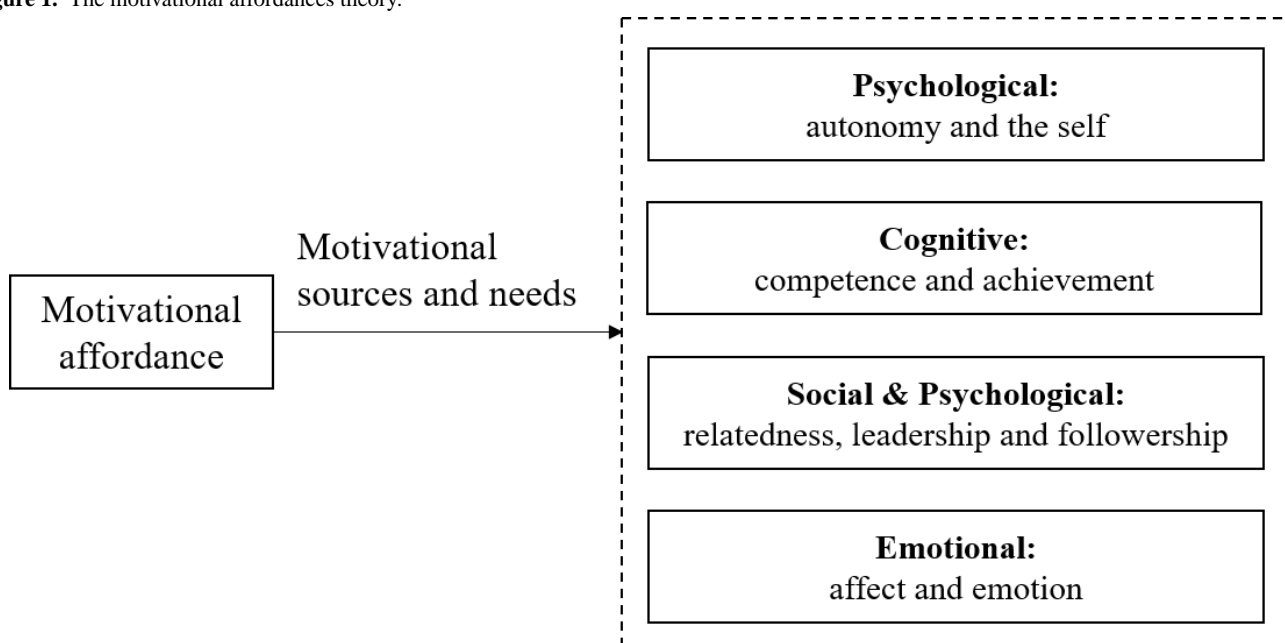 gure 1. The motivational affordances theory.
Psychological:
autonomy and the self
Motivational
sources and needs
Cognitive:
competence and achievement
Motivational
affordance
Social & Psychological:
relatedness, leadership and followership
Emotional:
affect and emotion